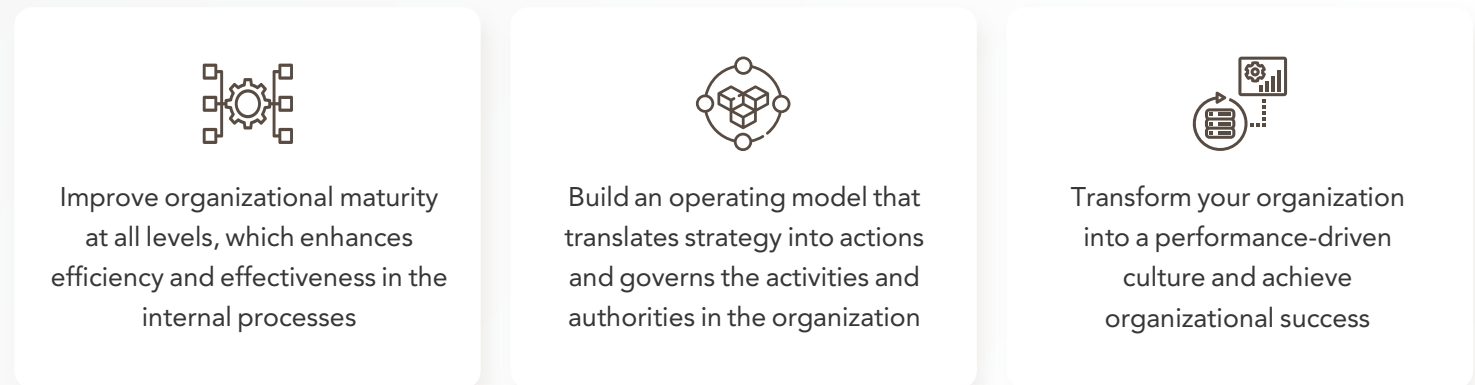 Improve organizational maturity
at all levels, which enhances
efficiency and effectiveness in the
internal processes
Build an operating model that
translates strategy into actions
and governs the activities and
authorities in the organization
Transform your organization
into a performance-driven
culture and achieve
organizational success